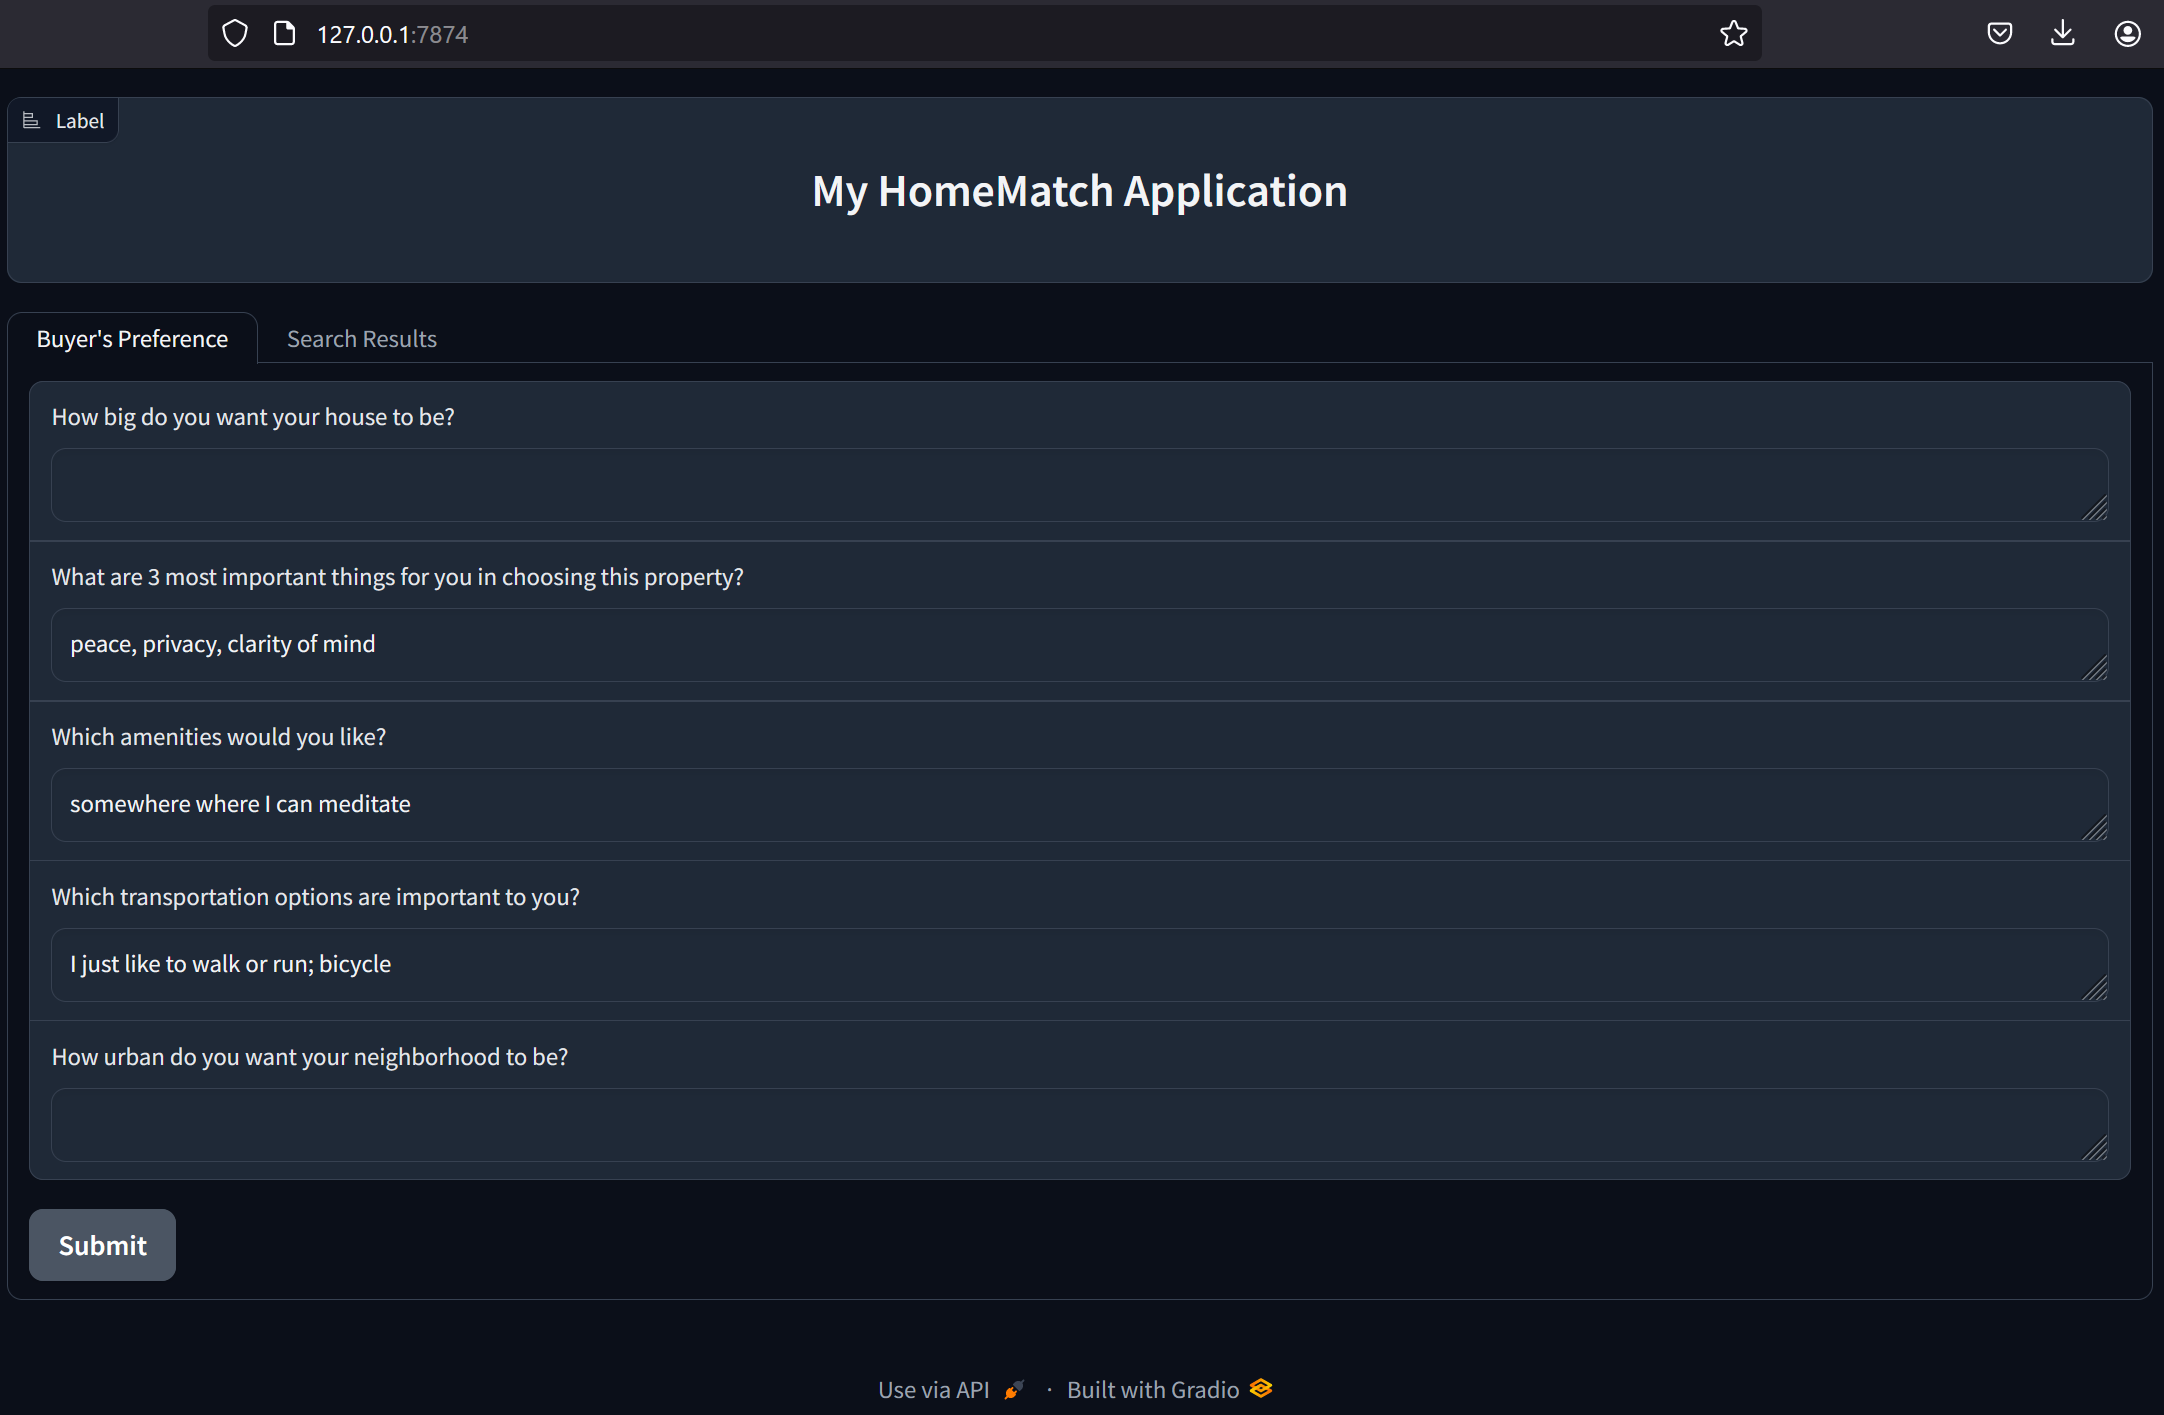 127.0.0.1:7874
Label
My HomeMatch Application
Buyer's Preference
Search Results
How big do you want your house to be?
What are 3 most important things for you in choosing this property?
peace, privacy, clarity of mind
Which amenities would you like?
somewhere where I can meditate
Which transportation options are important to you?
I just like to walk or run; bicycle
How urban do you want your neighborhood to be?
Submit
Use via API · Built with Gradio